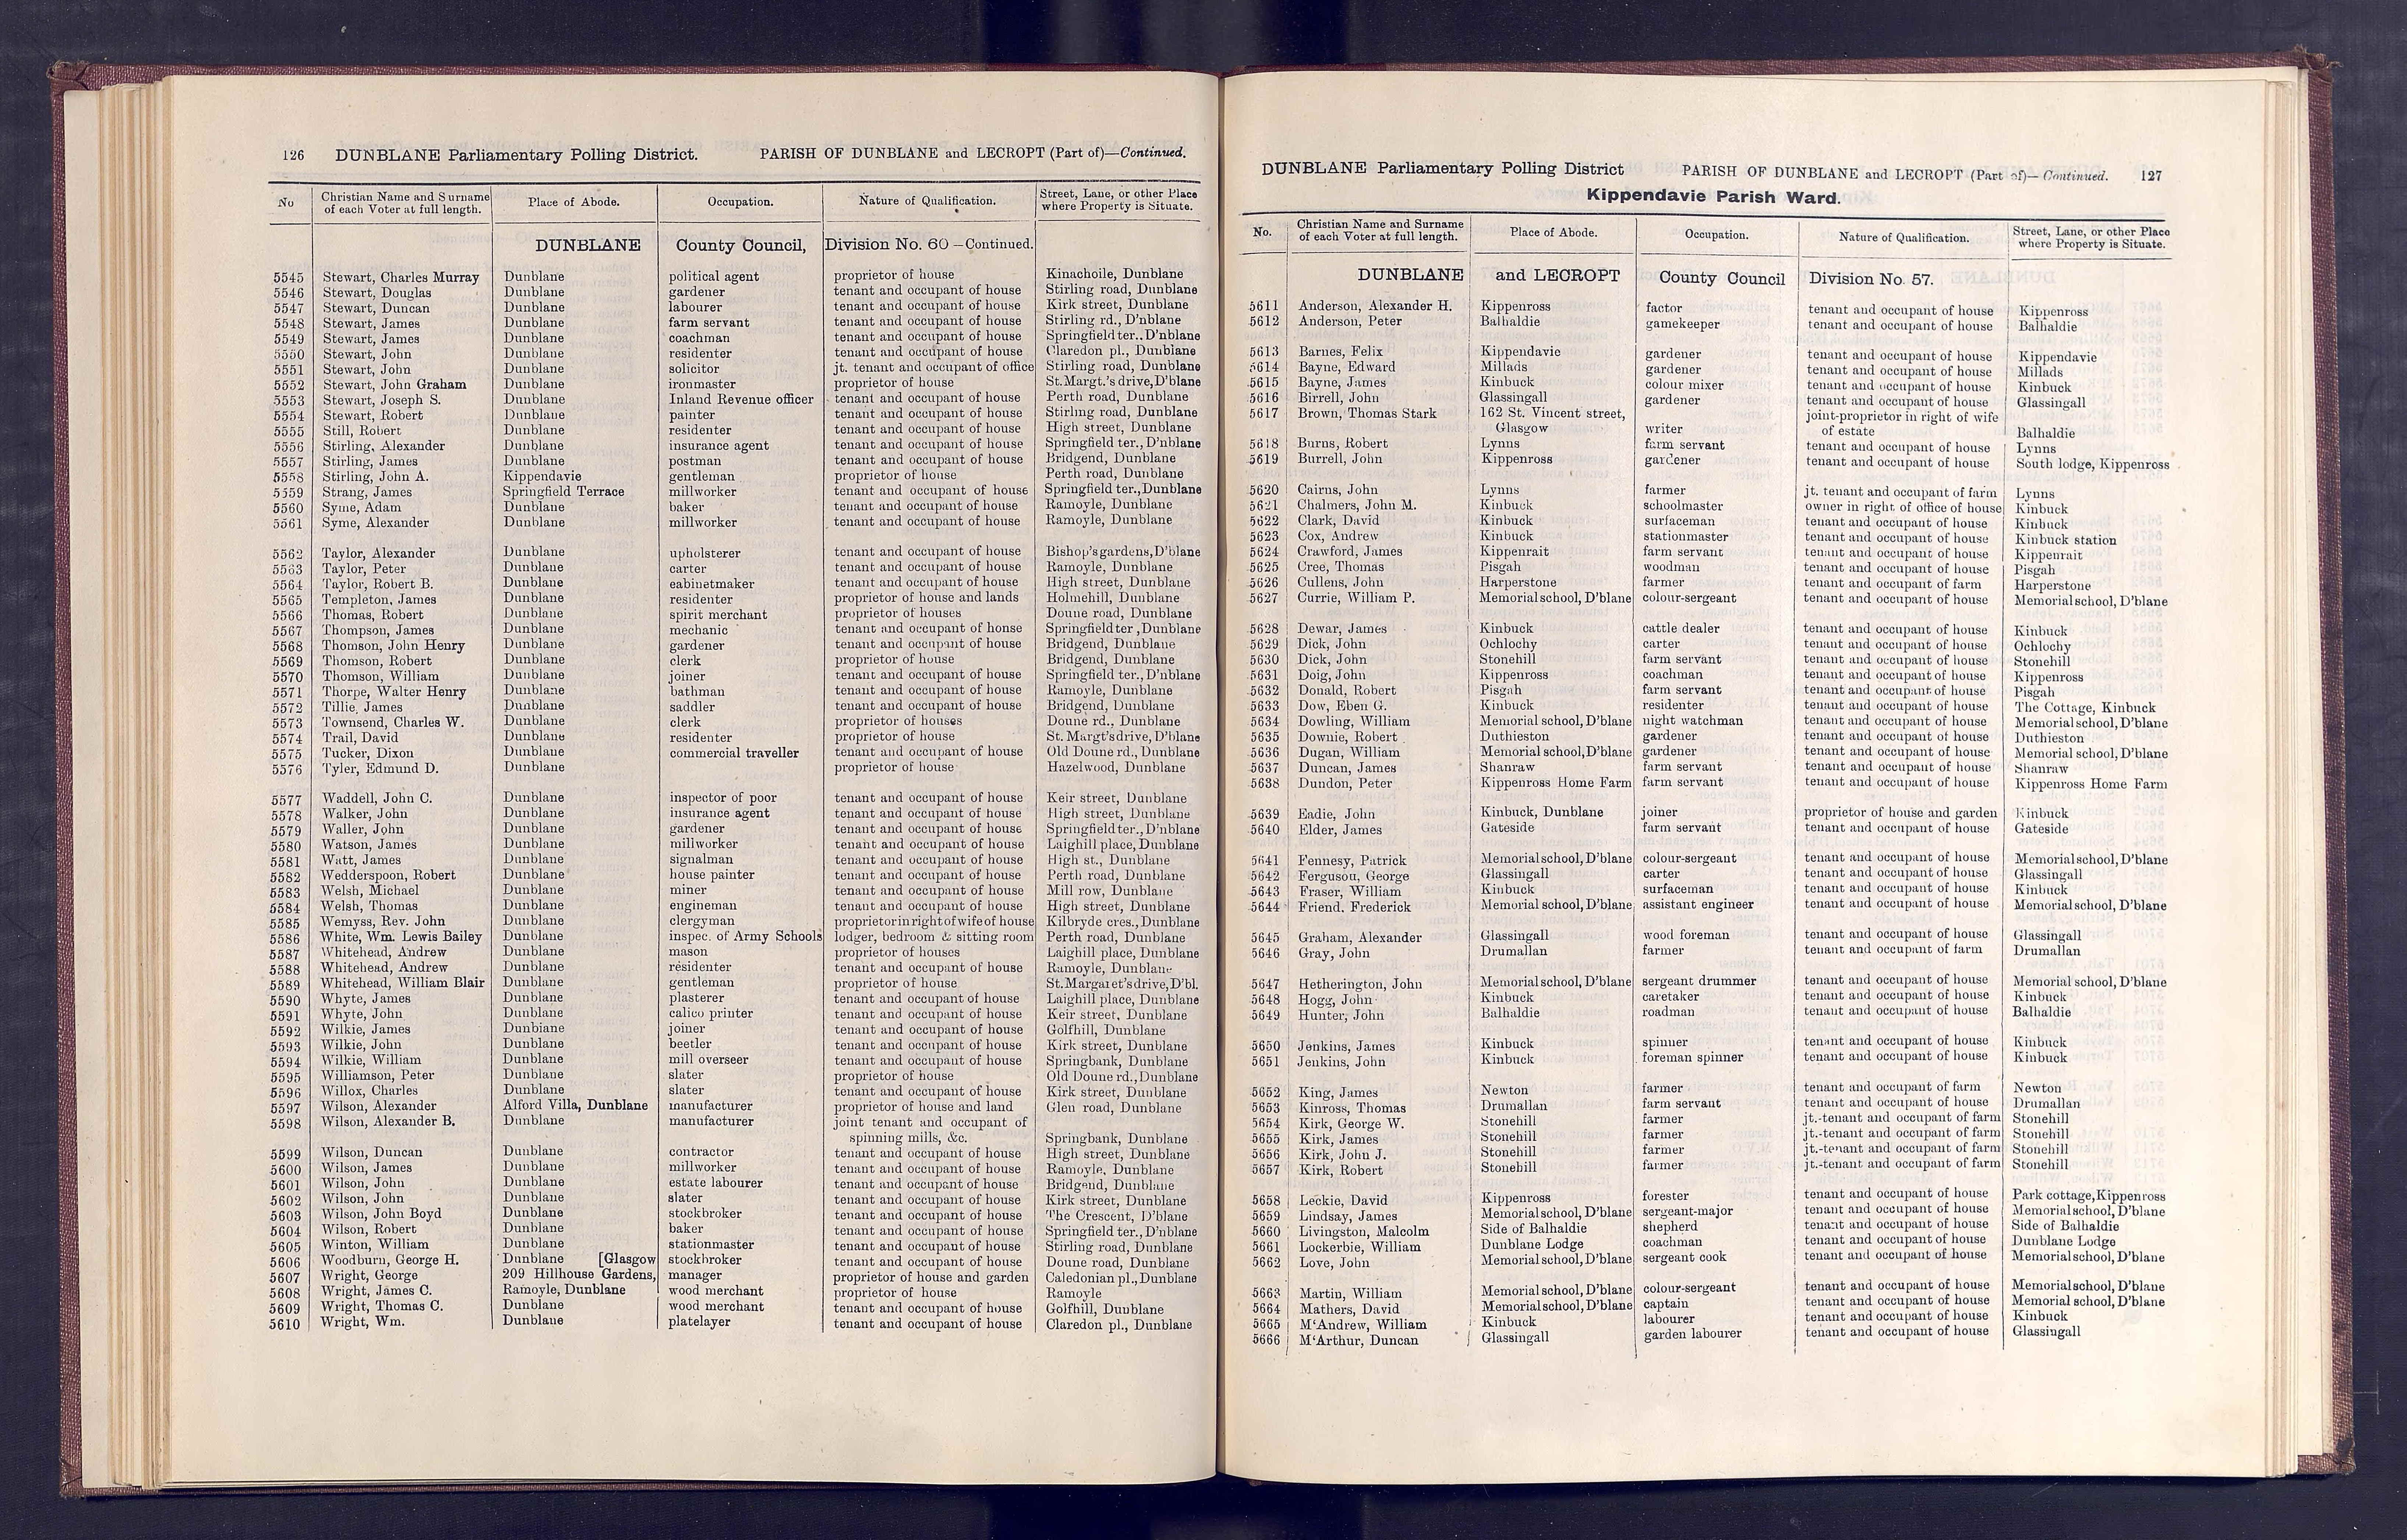 126 DUNBLANE Parliamentary Polling District. PARISH OF DUNBLANE and LECROPT (Part of)—Continued.
No Christian Name and Surname of each Voter at full length. Place of Abode. Occupation. Nature of Qualification. Street, Lane, or other Place where Property is Situate.
DUNBLANE County Council, Division No. 60 —Continued.
5545 Stewart, Charles Murray Dunblane political agent proprietor of house Kinachoile, Dunblane
5546 Stewart, Douglas Dunblane gardener tenant and occupant of house Stirling road, Dunblane
5547 Stewart, Duncan Dunblane labourer tenant and occupant of house Kirk street, Dunblane
5548 Stewart, James Dunblane farm servant tenant and occupant of house Stirling rd., D'nblane
5549 Stewart, James Dunblane coachman tenant and occupant of house Springfield ter., D'nblane
5550 Stewart, John Dunblane residenter tenant and occupant of house Claredon pl., Dunblane
5551 Stewart, John Dunblane solicitor jt. tenant and occupant of office Stirling road, Dunblane
5552 Stewart, John Graham Dunblane ironmaster proprietor of house St.Margt.'s drive, D'blane
5553 Stewart, Joseph S. Dunblane Inland Revenue officer tenant and occupant of house Perth road, Dunblane
5554 Stewart, Robert Dunblane painter tenant and occupant of house Stirling road, Dunblane
5555 Still, Robert Dunblane residenter tenant and occupant of house High street, Dunblane
5556 Stirling, Alexander Dunblane insurance agent tenant and occupant of house Springfield ter., D'nblane
5557 Stirling, James Dunblane postman tenant and occupant of house Bridgend, Dunblane
5558 Stirling, John A. Kippendavie gentleman proprietor of house Perth road, Dunblane
5559 Strang, James Springfield Terrace millworker tenant and occupant of house Springfield ter., Dunblane
5560 Syme, Adam Dunblane baker tenant and occupant of house Ramoyle, Dunblane
5561 Syme, Alexander Dunblane millworker tenant and occupant of house Ramoyle, Dunblane
5562 Taylor, Alexander Dunblane upholsterer tenant and occupant of house Bishop's gardens, D'blane
5563 Taylor, Peter Dunblane carter tenant and occupant of house Ramoyle, Dunblane
5564 Taylor, Robert B. Dunblane eabinetmaker tenant and occupant of house High street, Dunblane
5565 Templeton, James Dunblane residenter proprietor of house and lands Holmehill, Dunblane
5566 Thomas, Robert Dunblane spirit merchant proprietor of houses Doune road, Dunblane
5567 Thompson, James Dunblane mechanic tenant and occupant of honse Springfield ter, Dunblane
5568 Thomson, John Henry Dunblane gardener tenant and occupant of house Bridgend, Dunblane
5569 Thomson, Robert Dunblane clerk proprietor of house Bridgend, Dunblane
5570 Thomson, William Dunblane joiner tenant and occupant of house Springfield ter., D'nblane
5571 Thorpe, Walter Henry Dunblane bathman tenant and occupant of house Ramoyle, Dunblane
5572 Tillie, James Dunblane saddler tenant and occupant of house Bridgend, Dunblane
5573 Townsend, Charles W. Dunblane clerk proprietor of houses Doune rd., Dunblane
5574 Trail, David Dunblane residenter proprietor of house St. Margt's drive, D'blane
5575 Tucker, Dixon Dunblane commercial traveller tenant and occupant of house Old Doune rd., Dunblane
5576 Tyler, Edmund D. Dunblane proprietor of house Hazelwood, Dunblane
5577 Waddell, John C. Dunblane inspector of poor tenant and occupant of house Keir street, Dunblane
5578 Walker, John Dunblane insurance agent tenant and occupant of house High street, Dunblane
5579 Waller, John Dunblane gardener tenant and occupant of house Springfield ter., D'nblane
5580 Watson, James Dunblane millworker tenant and occupant of house Laighill place, Dunblane
5581 Watt, James Dunblane signalman tenant and occupant of house High st., Dunblane
5582 Wedderspoon, Robert Dunblane house painter tenant and occupant of house Perth road, Dunblane
5583 Welsh, Michael Dunblane miner tenant and occupant of house Mill row, Dunblane
5584 Welsh, Thomas Dunblane engineman tenant and occupant of house High street, Dunblane
5585 Wemyss, Rev. John Dunblane clergyman proprietor in right of wife of house Kilbryde cres., Dunblane
5586 White, Wm. Lewis Bailey Dunblane inspec. of Army Schools lodger, bedroom & sitting room Perth road, Dunblane
5587 Whitehead, Andrew Dunblane mason proprietor of houses Laighill place, Dunblane
5588 Whitehead, Andrew Dunblane residenter tenant and occupant of house Ramoyle, Dunblane
5589 Whitehead, William Blair Dunblane gentleman proprietor of house St. Margaret's drive, D'bl.
5590 Whyte, James Dunblane plasterer tenant and occupant of house Laighill place, Dunblane
5591 Whyte, John Dunblane calico printer tenant and occupant of house Keir street, Dunblane
5592 Wilkie, James Dunblane joiner tenant and occupant of house Golfhill, Dunblane
5593 Wilkie, John Dunblane beetler tenant and occupant of house Kirk street, Dunblane
5594 Wilkie, William Dunblane mill overseer tenant and occupant of house Springbank, Dunblane
5595 Williamson, Peter Dunblane slater proprietor of house Old Doune rd., Dunblane
5596 Willox, Charles Dunblane slater tenant and occupant of house Kirk street, Dunblane
5597 Wilson, Alexander Alford Villa, Dunblane manufacturer proprietor of house and land Glen road, Dunblane
5598 Wilson, Alexander B. Dunblane manufacturer joint tenant and occupant of
spinning mills, &c. Springbank, Dunblane
5599 Wilson, Duncan Dunblane contractor tenant and occupant of house High street, Dunblane
5600 Wilson, James Dunblane millworker tenant and occupant of house Ramoyle, Dunblane
5601 Wilson, John Dunblane estate labourer tenant and occupant of house Bridgend, Dunblane
5602 Wilson, John Dunblane slater tenant and occupant of house Kirk street, Dunblane
5603 Wilson, John Boyd Dunblane stockbroker tenant and occupant of house The Crescent, D'blane
5604 Wilson, Robert Dunblane baker tenant and occupant of house Springfield ter., D'nblane
5605 Winton, William Dunblane stationmaster tenant and occupant of house Stirling road, Dunblane
5606 Woodburn, George H. Dunblane [Glasgow stockbroker tenant and occupant of house Doune road, Dunblane
5607 Wright, George 209 Hillhouse Gardens, manager proprietor of house and garden Caledonian pl., Dunblane
5608 Wright, James C. Ramoyle, Dunblane wood merchant proprietor of house Ramoyle
5609 Wright, Thomas C. Dunblane wood merchant tenant and occupant of house Golfhill, Dunblane
5610 Wright, Wm. Dunblane platelayer tenant and occupant of house Claredon pl., Dunblane
DUNBLANE Parliamentary Polling District PARISH OF DUNBLANE and LECROPT (Part of)—Continued. 127
Kippendavie Parish Ward.
No. Christian Name and Surname of each Voter at full length. Place of Abode. Occupation. Nature of Qualification. Street, Lane, or other Place where Property is Situate.
DUNBLANE and LECROPT County Council Division No. 57.
5611 Anderson, Alexander H. Kippenross factor tenant and occupant of house Kippenross
5612 Anderson, Peter Balhaldie gamekeeper tenant and occupant of house Balhaldie
5613 Barnes, Felix Kippendavie gardener tenant and occupant of house Kippendavie
5614 Bayne, Edward Millads gardener tenant and occupant of house Millads
5615 Bayne, James Kinbuck colour mixer tenant and occupant of house Kinbuck
5616 Birrell, John Glassingall gardener tenant and occupant of house Glassingall
5617 Brown, Thomas Stark 162 St. Vincent street, joint-proprietor in right of wife
Glasgow writer of estate Balhaldie
5618 Burns, Robert Lynns farm servant tenant and occupant of house Lynns
5619 Burrell, John Kippenross gardener tenant and occupant of house South lodge, Kippenross
5620 Cairns, John Lynns farmer jt. tenant and occupant of farm Lynns
5621 Chalmers, John M. Kinbuck schoolmaster owner in right of office of house Kinbuck
5622 Clark, David Kinbuck surfaceman tenant and occupant of house Kinbuck
5623 Cox, Andrew Kinbuck stationmaster tenant and occupant of house Kinbuck station
5624 Crawford, James Kippenrait farm servant tenant and occupant of house Kippenrait
5625 Cree, Thomas Pisgah woodman tenant and occupant of house Pisgah
5626 Cullens, John Harperstone farmer tenant and occupant of farm Harperstone
5627 Currie, William P. Memorial school, D'blane colour-sergeant tenant and occupant of house Memorial school, D'blane
5628 Dewar, James Kinbuck cattle dealer tenant and occupant of house Kinbuck
5629 Dick, John Ochlochy carter tenant and occupant of house Ochlochy
5630 Dick, John Stonehill farm servant tenant and occupant of house Stonehill
5631 Doig, John Kippenross coachman tenant and occupant of house Kippenross
5632 Donald, Robert Pisgah farm servant tenant and occupant of house Pisgah
5633 Dow, Eben G. Kinbuck residenter tenant and occupant of house The Cottage, Kinbuck
5634 Dowling, William Memorial school, D'blane night watchman tenant and occupant of house Memorial school, D'blane
5635 Downie, Robert Duthieston gardener tenant and occupant of house Duthieston
5636 Dugan, William Memorial school, D'blane gardener tenant and occupant of house Memorial school, D'blane
5637 Duncan, James Shanraw farm servant tenant and occupant of house Shanraw
5638 Dundon, Peter Kippenross Home Farm farm servant tenant and occupant of house Kippenross Home Farm
5639 Eadie, John Kinbuck, Dunblane joiner proprietor of house and garden Kinbuck
5640 Elder, James Gateside farm servant tenant and occupant of house Gateside
5641 Fennesy, Patrick Memorial school, D'blane colour-sergeant tenant and occupant of house Memorial school, D'blane
5642 Ferguson, George Glassingall carter tenant and occupant of house Glassingall
5643 Fraser, William Kinbuck surfaceman tenant and occupant of house Kinbuck
5644 Friend, Frederick Memorial school, D'blane assistant engineer tenant and occupant of house Memorial school, D'blane
5645 Graham, Alexander Glassingall wood foreman tenant and occupant of house Glassingall
5646 Gray, John Drumallan farmer tenant and occupant of farm Drumallan
5647 Hetherington, John Memorial school, D'blane sergeant drummer tenant and occupant of house Memorial school, D'blane
5648 Hogg, John Kinbuck caretaker tenant and occupant of house Kinbuck
5649 Hunter, John Balhaldie roadman tenant and occupant of house Balhaldie
5650 Jenkins, James Kinbuck spinner tenant and occupant of house Kinbuck
5651 Jenkins, John Kinbuck foreman spinner tenant and occupant of house Kinbuck
5652 King, James Newton farmer tenant and occupant of farm Newton
5653 Kinross, Thomas Drumallan farm servant tenant and occupant of house Drumallan
5654 Kirk, George W. Stonehill farmer jt.-tenant and occupant of farm Stonehill
5655 Kirk, James Stonehill farmer jt.-tenant and occupant of farm Stonehill
5656 Kirk, John J. Stonehill farmer jt.-tenant and occupant of farm Stonehill
5657 Kirk, Robert Stonehill farmer jt.-tenant and occupant of farm Stonehill
5658 Leckie, David Kippenross forester tenant and occupant of house Park cottage, Kippenross
5659 Lindsay, James Memorial school, D'blane sergeant-major tenant and occupant of house Memorial school, D'blane
5660 Livingston, Malcolm Side of Balhaldie shepherd tenant and occupant of house Side of Balhaldie
5661 Lockerbie, William Dunblane Lodge coachman tenant and occupant of house Dunblane Lodge
5662 Love, John Memorial school, D'blane sergeant cook tenant and occupant of house Memorial school, D'blane
5663 Martin, William Memorial school, D'blane colour-sergeant tenant and occupant of house Memorial school, D'blane
5664 Mathers, David Memorial school, D'blane captain tenant and occupant of house Memorial school, D'blane
5665 M'Andrew, William Kinbuck labourer tenant and occupant of house Kinbuck
5666 M'Arthur, Duncan Glassingall garden labourer tenant and occupant of house Glassingall